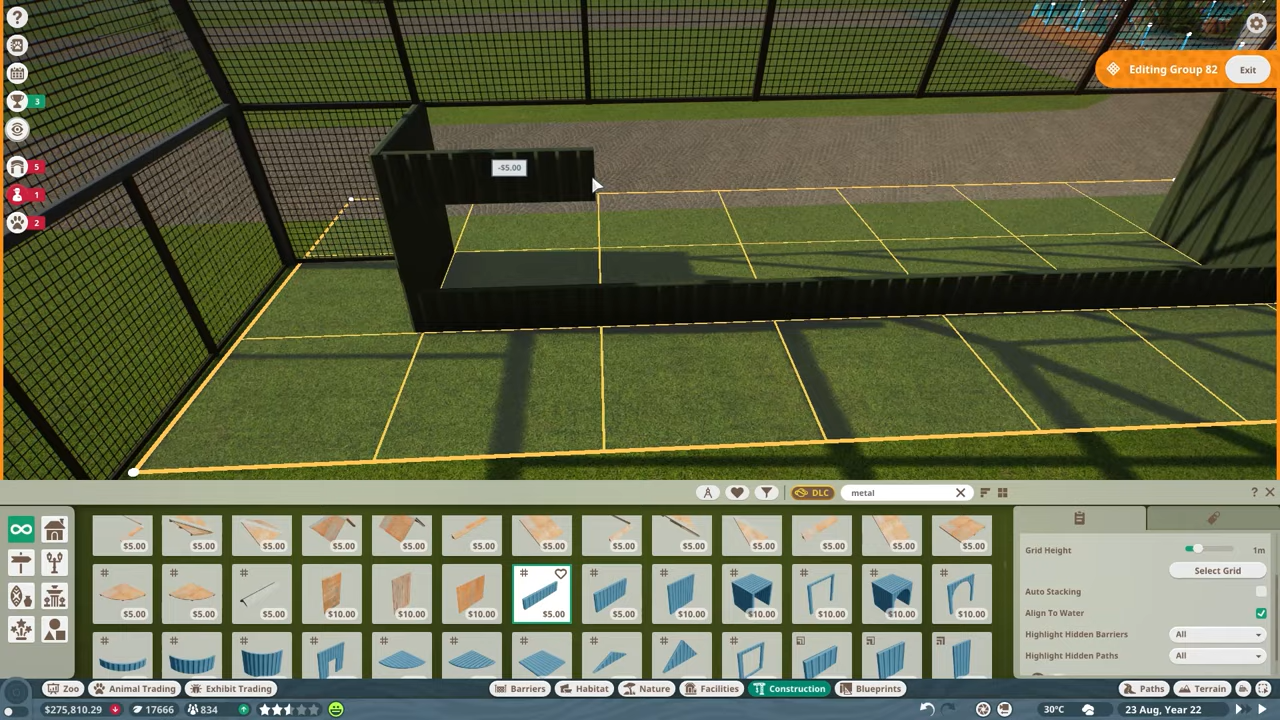 ?
3
5
1
2
Editing Group 82
Exit
-$5.00
DLC
metal
?
$5.00 $5.00 $5.00 $5.00 $5.00 $5.00 $5.00 $5.00 $5.00 $5.00 $5.00 $5.00 $5.00
$5.00 $5.00 $5.00 $10.00 $10.00 $10.00 $5.00 $5.00 $5.00 $10.00 $10.00 $10.00 $10.00
Grid Height 1m
Select Grid
Auto Stacking
Align To Water
Highlight Hidden Barriers All
Highlight Hidden Paths All
Zoo Animal Trading Exhibit Trading Barriers Habitat Nature Facilities Construction Blueprints Paths Terrain
$275,810.29 17666 834 30°C 23 Aug, Year 22